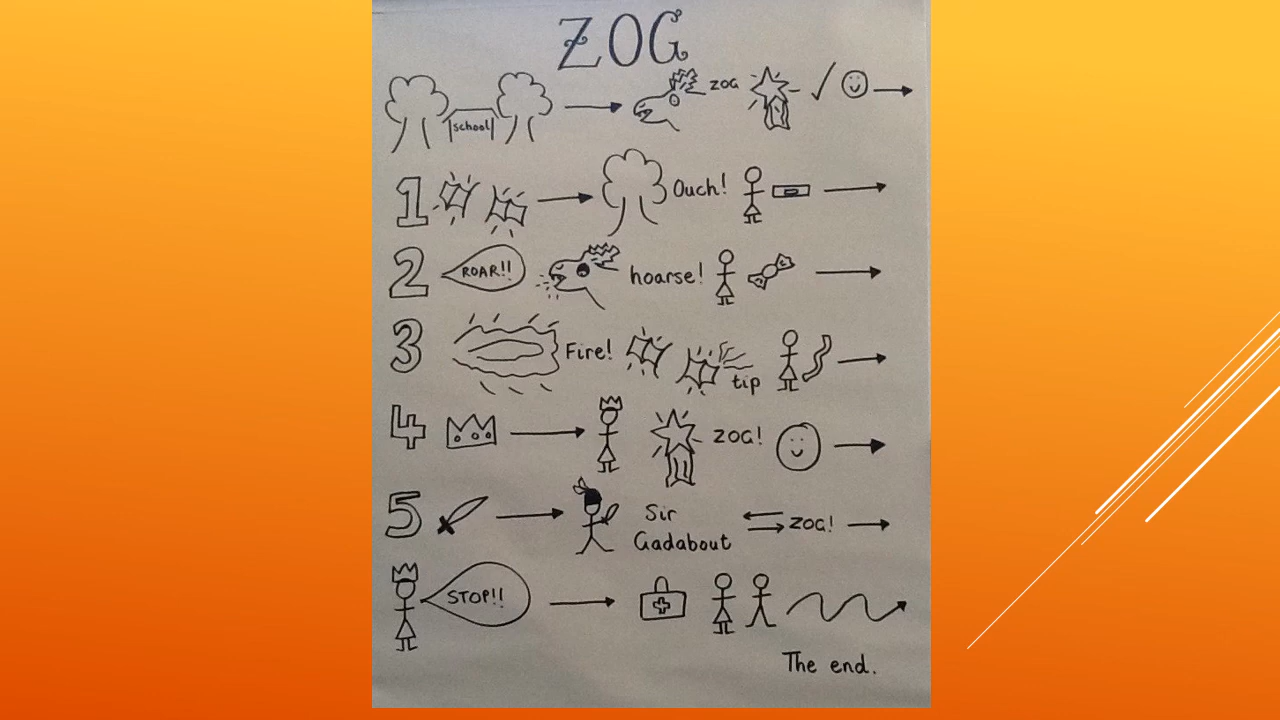 ZOG
school ZOG
1 Ouch!
2 ROAR!! hoarse!
3 Fire! tip
4 ZOG!
5 Sir Gadabout ZOG!
STOP!!
The end.